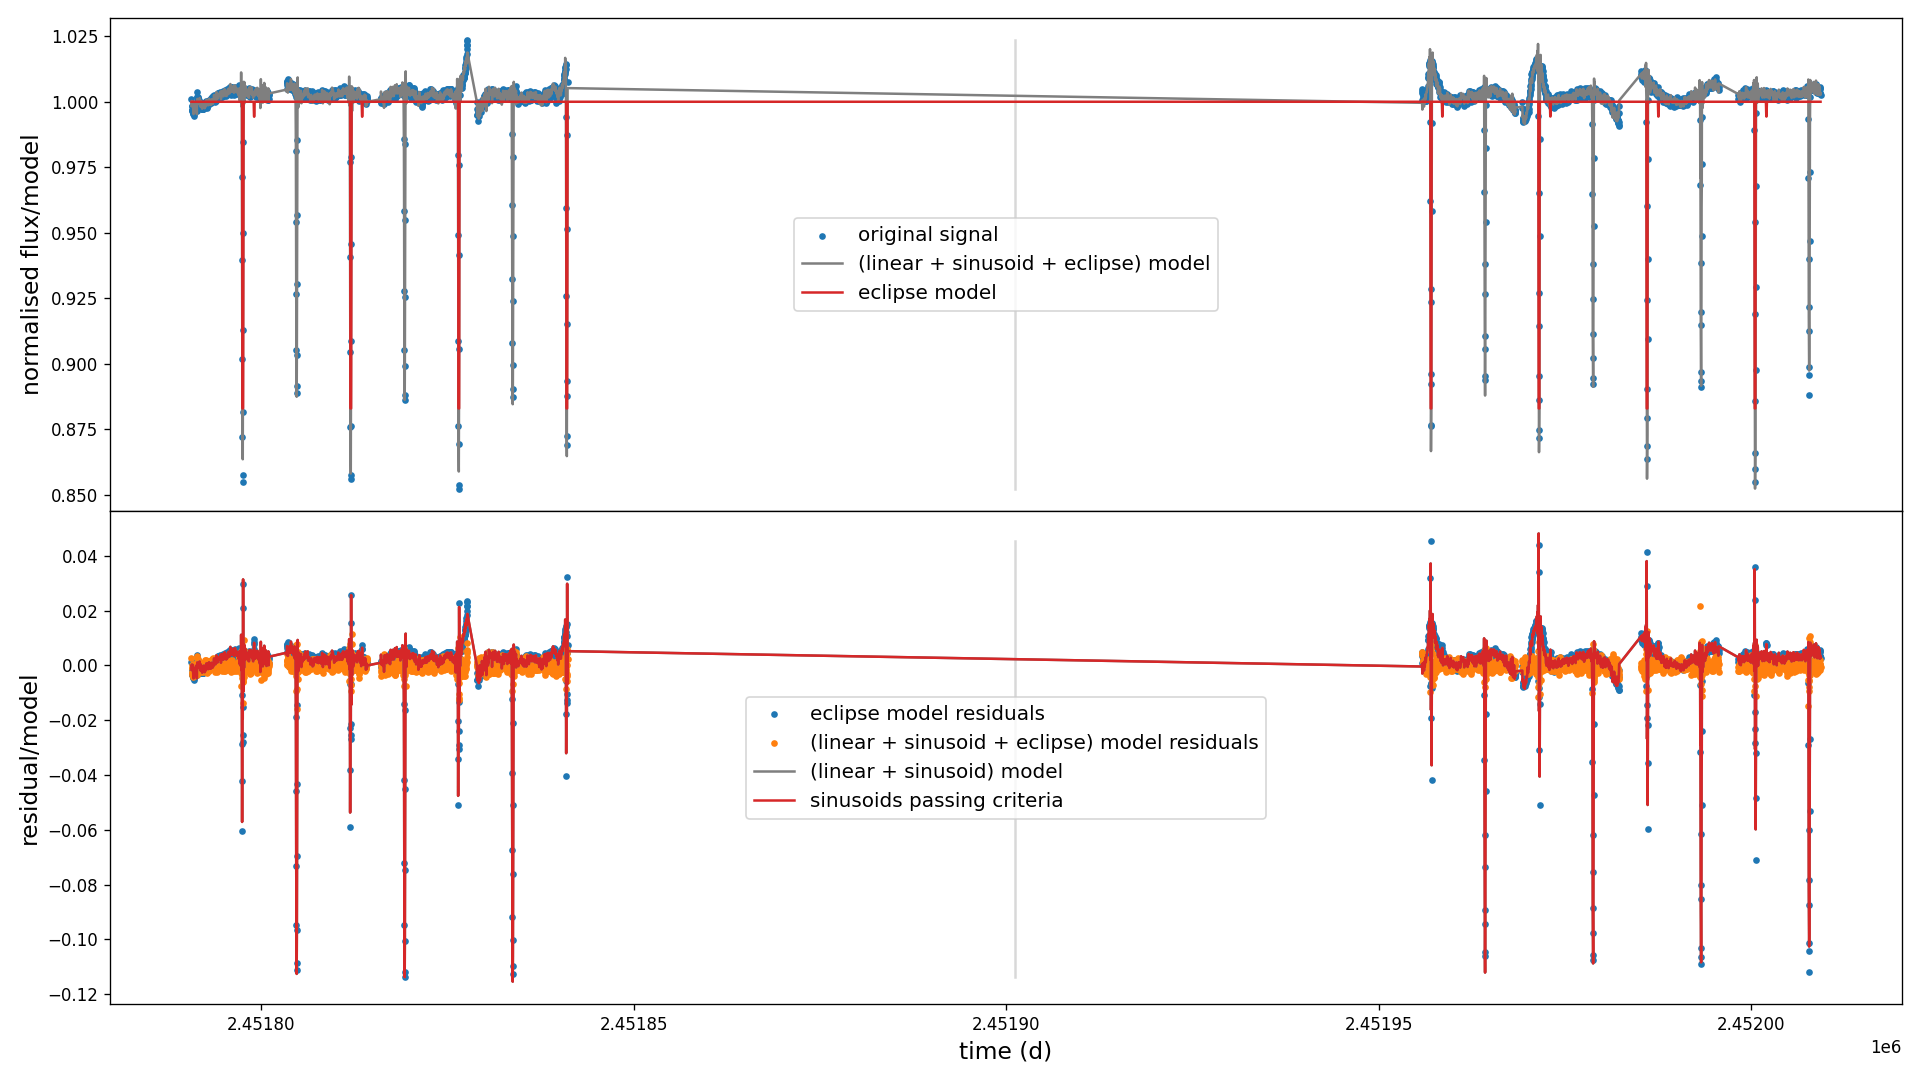 1.025
1.000
0.975
0.950
0.925
0.900
0.875
0.850
normalised flux/model
original signal
(linear + sinusoid + eclipse) model
eclipse model
0.04
0.02
0.00
−0.02
−0.04
−0.06
−0.08
−0.10
−0.12
residual/model
eclipse model residuals
(linear + sinusoid + eclipse) model residuals
(linear + sinusoid) model
sinusoids passing criteria
2.45180 2.45185 2.45190 2.45195 2.45200
time (d)
1e6